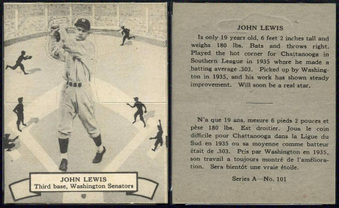 JOHN LEWIS
Third base, Washington Senators
JOHN LEWIS
Is only 19 years old, 6 feet 2 inches tall and
weighs 180 lbs. Bats and throws right.
Played the hot corner for Chattanooga in
Southern League in 1935 where he made a
batting average .303. Picked up by Washing-
ton in 1935, and his work has shown steady
improvement. Will soon be a reel star.
N'a que 19 ans, mesure 6 pieds 2 pouces et
pèse 180 lbs. Est droitier. Joua le coin
difficile pour Chattanooga dans la Ligue du
Sud en 1935 ou sa moyenne comme batteur
était de .303. Pris par Washington en 1935,
son travail a toujours montré de l'améliora-
tion. Sera bientôt une vraie étoile.
Series A—No. 101